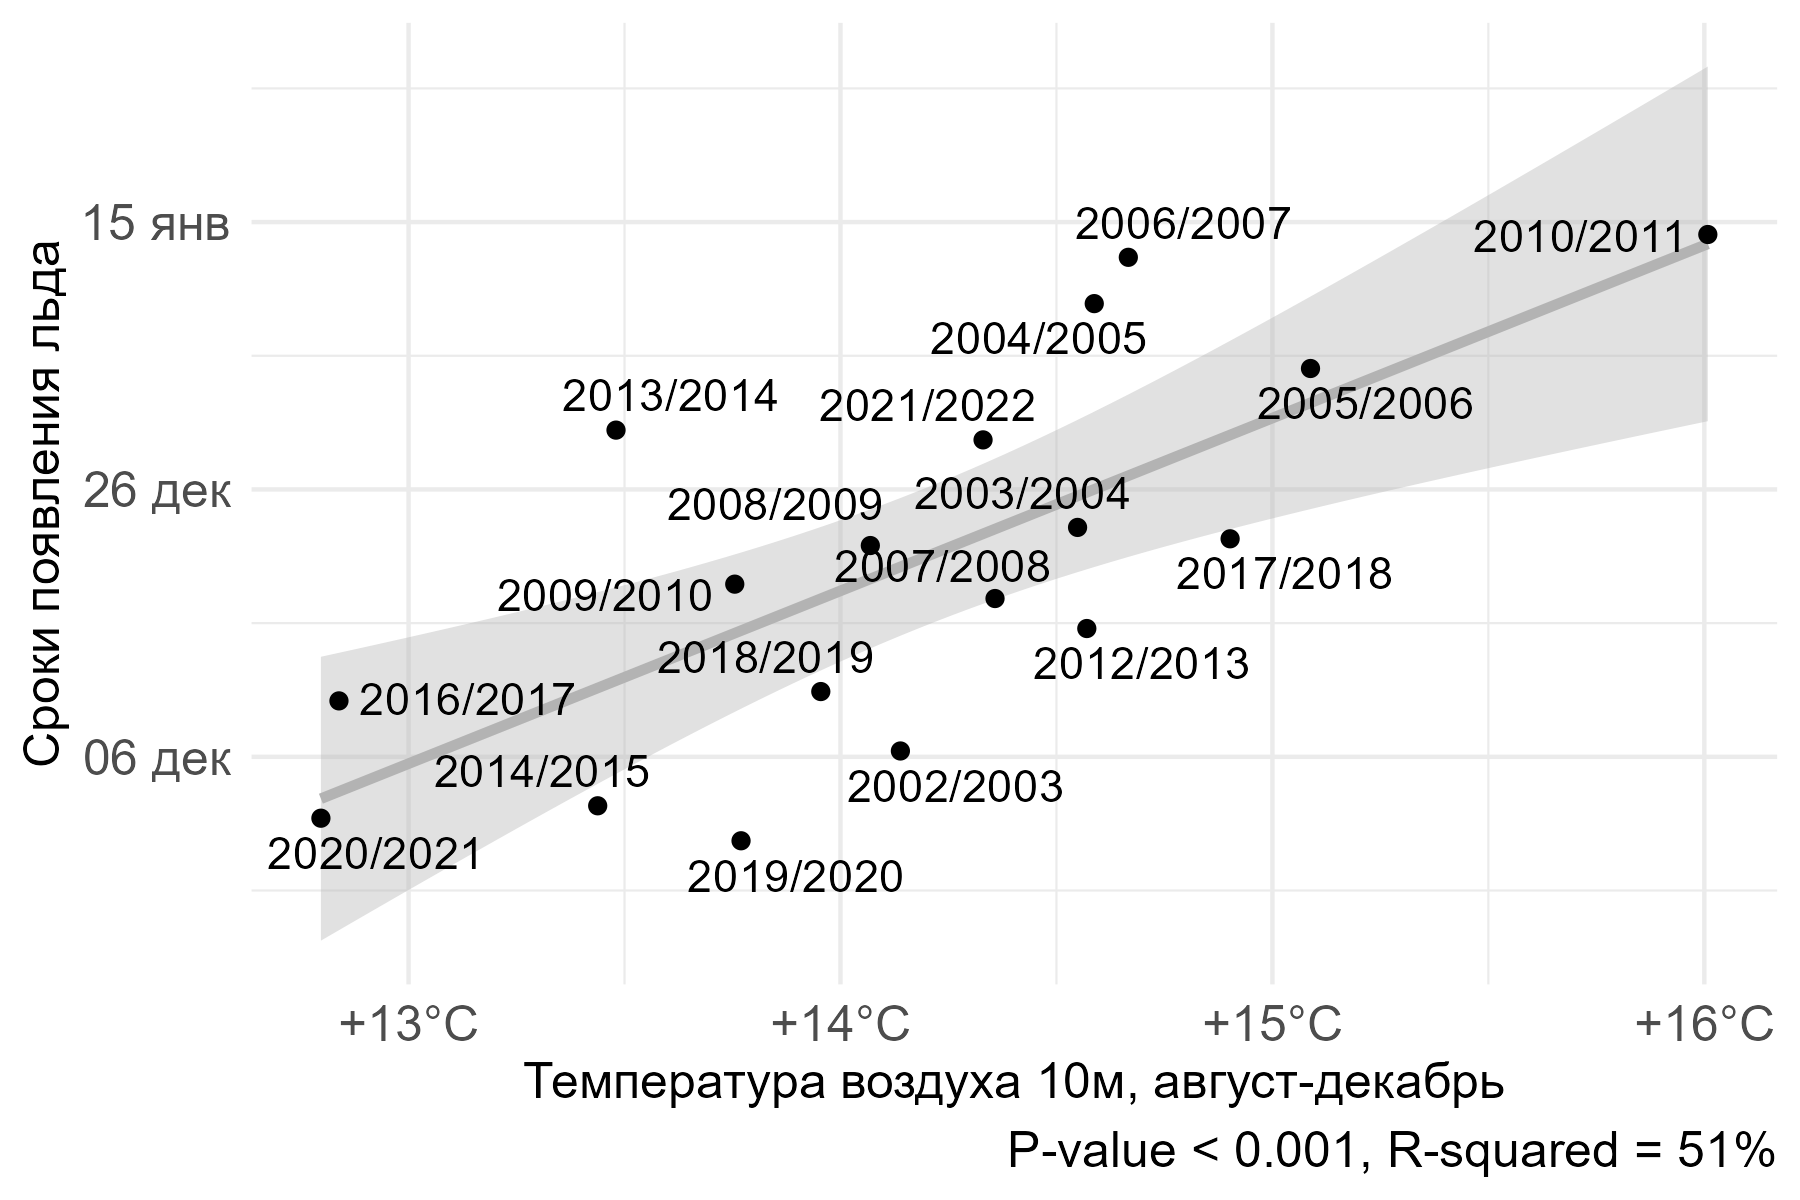 Сроки появления льда
15 янв
26 дек
06 дек
2006/2007
2010/2011
2004/2005
2013/2014
2021/2022
2005/2006
2008/2009
2003/2004
2007/2008
2017/2018
2009/2010
2018/2019
2012/2013
2016/2017
2014/2015
2002/2003
2020/2021
2019/2020
+13°C
+14°C
+15°C
+16°C
Температура воздуха 10м, август-декабрь
P-value < 0.001, R-squared = 51%